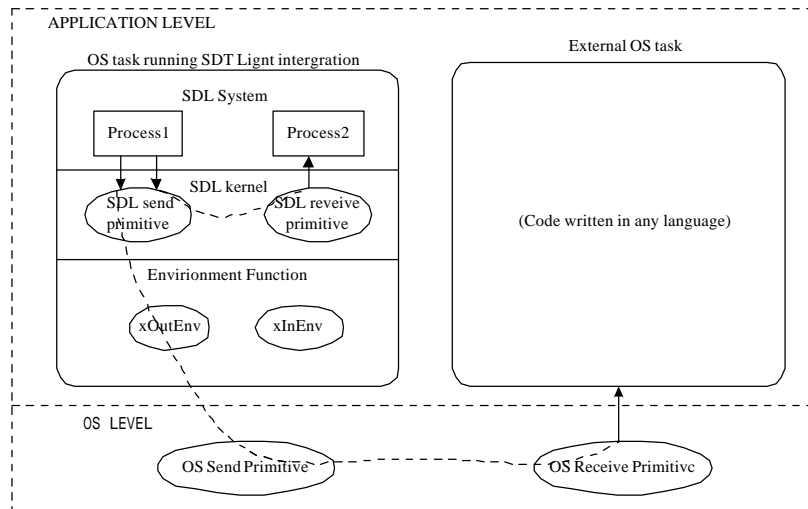 APPLICATION LEVEL
External OS task
OS task running SDT Lignt intergration
SDL System
Process1
Process2
SDL kernel
SDL send
primitive
SDL reveive
primitive
(Code written in any language)
Envirionment Function
xOutEnv
xInEnv
OS LEVEL
OS Send Primitive
OS Receive Primitivc